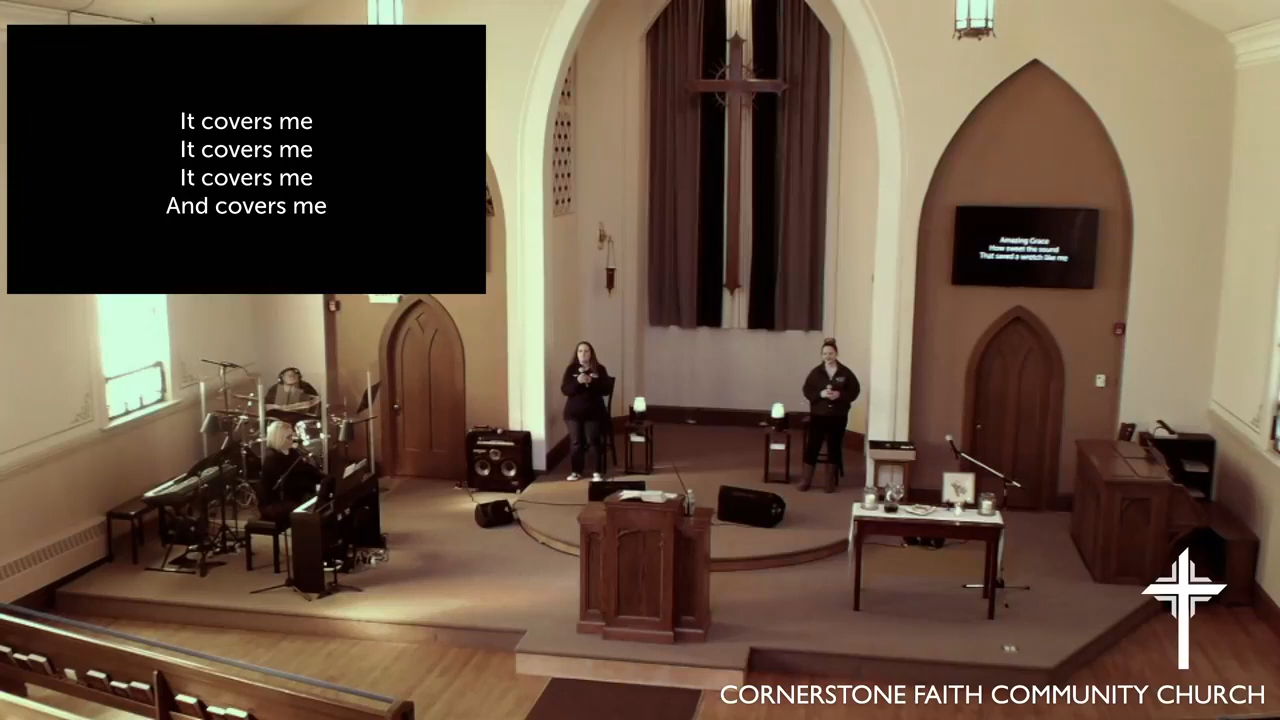 It covers me
It covers me
It covers me
And covers me
Amazing Grace
How sweet the sound
That saved a wretch like me
CORNERSTONE FAITH COMMUNITY CHURCH